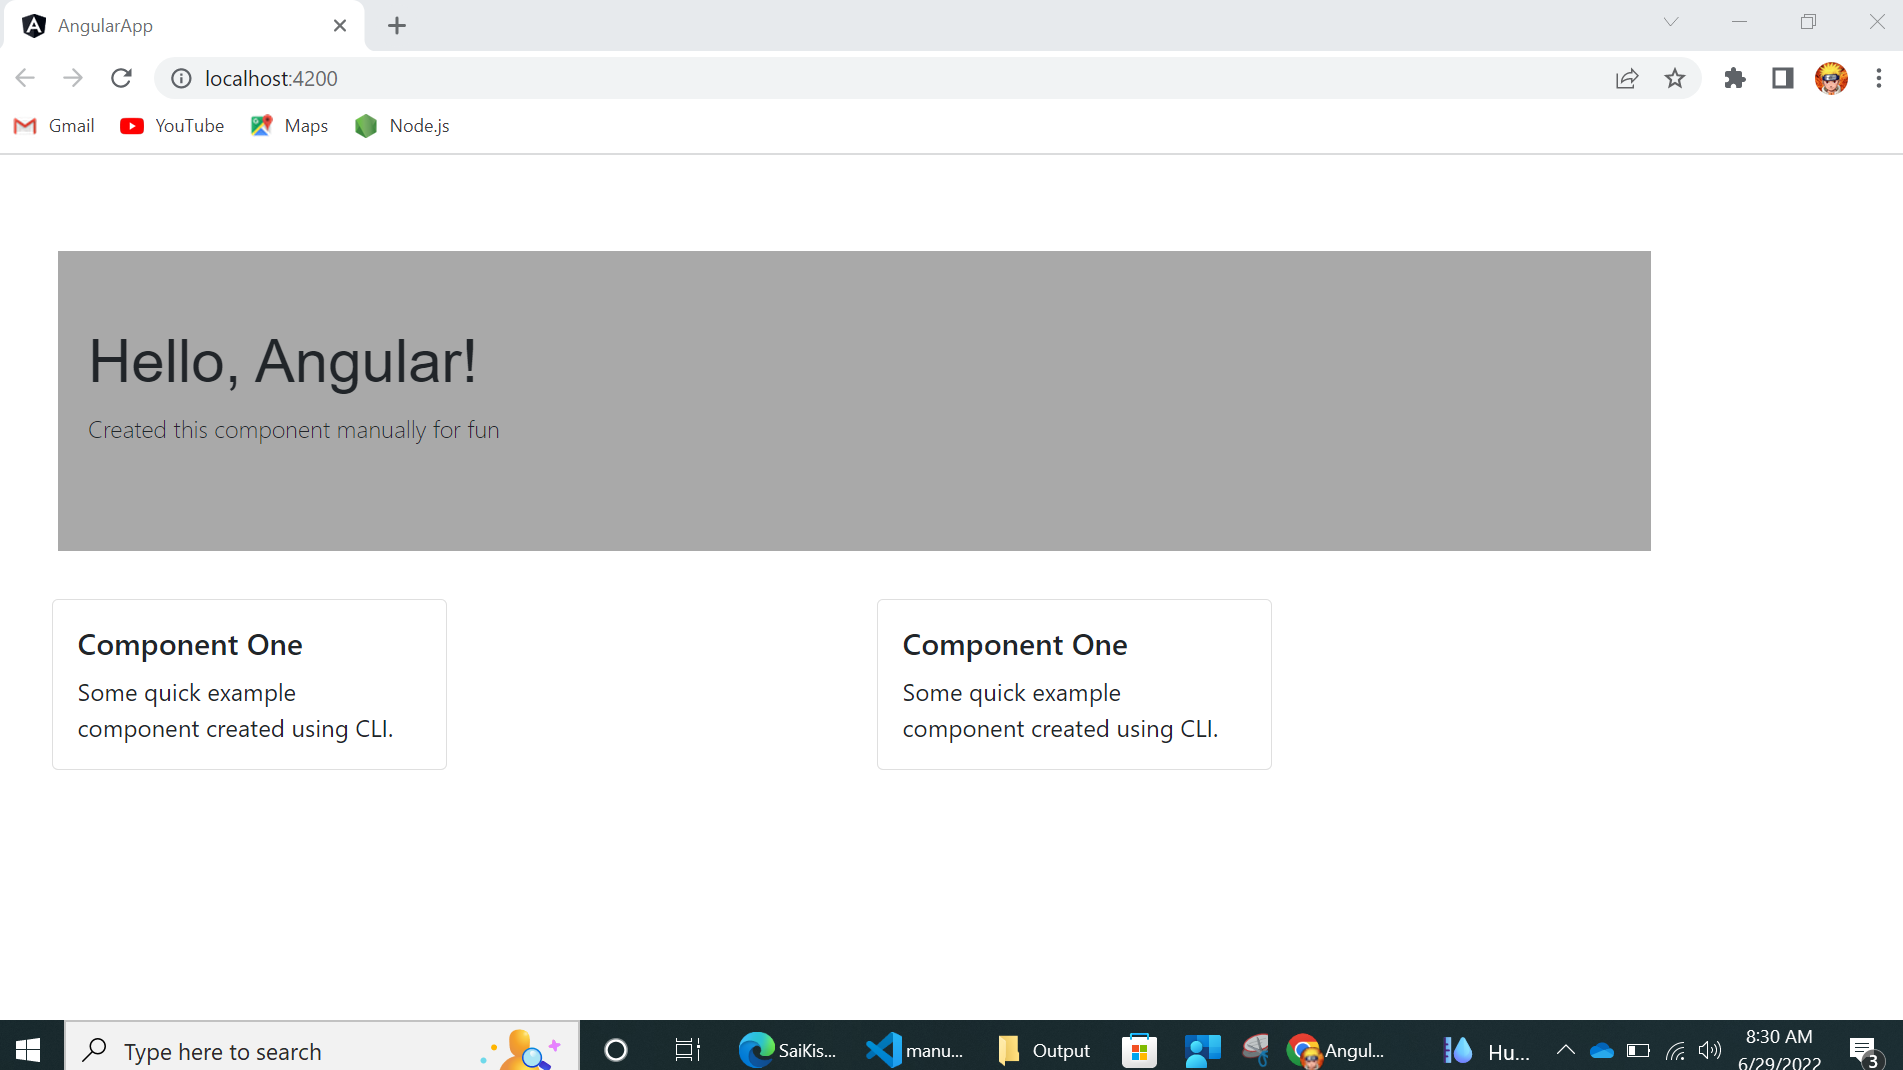 AngularApp
localhost:4200
Gmail YouTube Maps Node.js
Hello, Angular!
Created this component manually for fun
Component One
Some quick example
component created using CLI.
Component One
Some quick example
component created using CLI.
Type here to search
SaiKis...
manu...
Output
Angul...
Hu...
8:30 AM
6/29/2022
3